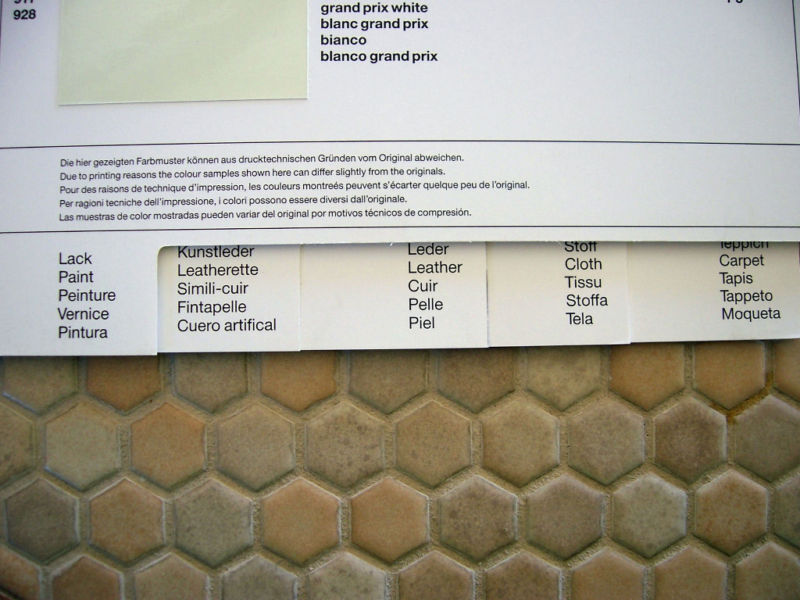 928
grand prix white
blanc grand prix
bianco
blanco grand prix
Die hier gezeigten Farbmuster können aus drucktechnischen Gründen vom Original abweichen.
Due to printing reasons the colour samples shown here can differ slightly from the originals.
Pour des raisons de technique d'impression, les couleurs montreés peuvent s'écarter quelque peu de l'original.
Per ragioni tecniche dell'impressione, i colori possono essere diversi dall'originale.
Las muestras de color mostradas pueden variar del original por motivos técnicos de compresión.
Lack
Paint
Peinture
Vernice
Pintura
Kunstleder
Leatherette
Simili-cuir
Fintapelle
Cuero artifical
Leder
Leather
Cuir
Pelle
Piel
Stoff
Cloth
Tissu
Stoffa
Tela
Teppich
Carpet
Tapis
Tappeto
Moqueta